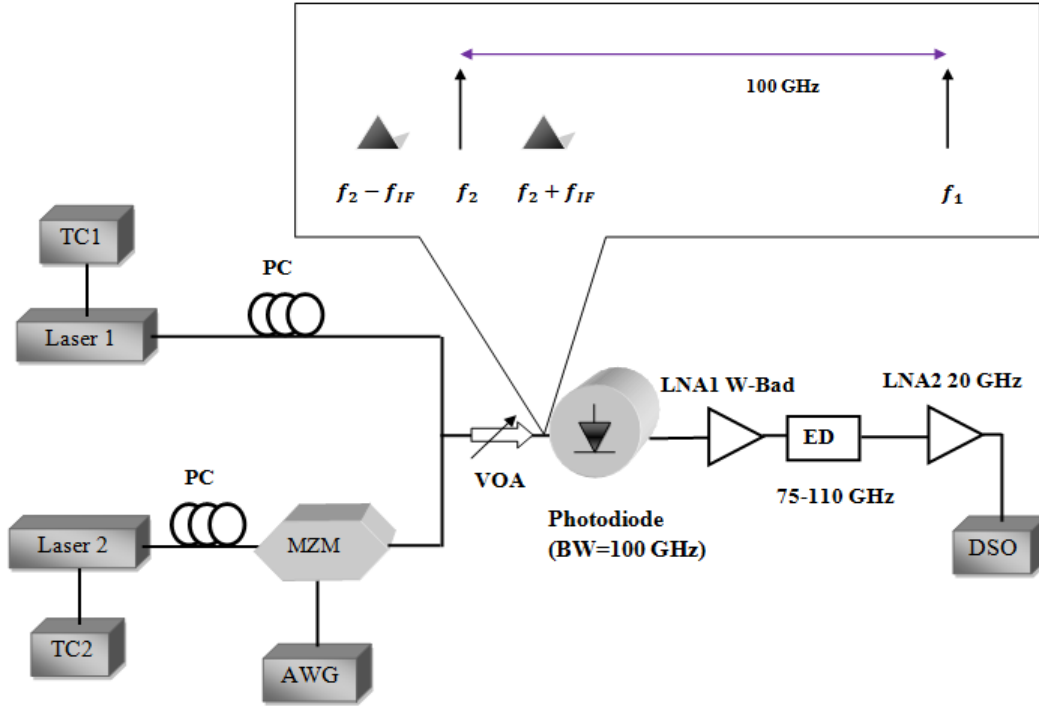 100 GHz
f₂ − f_IF
f₂
f₂ + f_IF
f₁
TC1
PC
Laser 1
LNA1 W-Bad
LNA2 20 GHz
ED
VOA
75-110 GHz
PC
Photodiode
(BW=100 GHz)
Laser 2
MZM
DSO
TC2
AWG